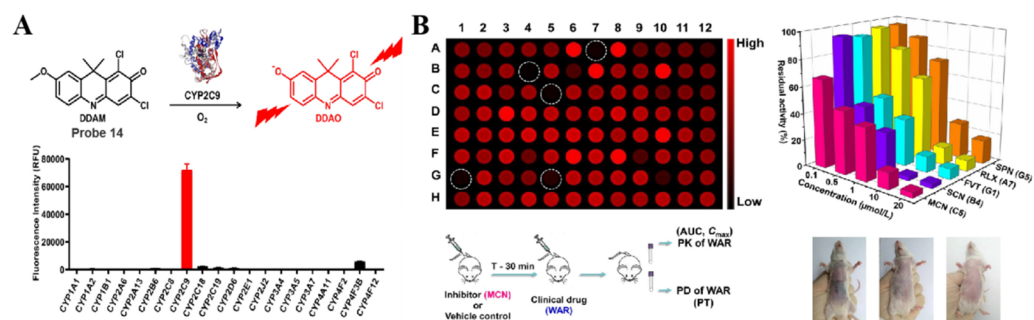 A
O
N
Cl
O
Cl
DDAM
Probe 14
CYP2C9
O2
-O
N
Cl
O
Cl
DDAO
Fluorescence Intensity (RFU)
80000
60000
40000
20000
0
CYP1A1
CYP1A2
CYP1B1
CYP2A6
CYP2A13
CYP2B6
CYP2C8
CYP2C9
CYP2C18
CYP2C19
CYP2D6
CYP2E1
CYP2J2
CYP3A4
CYP3A5
CYP3A7
CYP4A11
CYP4F2
CYP4F3B
CYP4F12
B
1 2 3 4 5 6 7 8 9 10 11 12
A
B
C
D
E
F
G
H
High
Low
Inhibitor (MCN)
or
Vehicle control
T - 30 min
Clinical drug
(WAR)
(AUC, Cmax)
PK of WAR
PD of WAR
(PT)
Residual activity (%)
100
80
60
40
20
0
0.1
0.5
1
10
20
Concentration (μmol/L)
SPN (G5)
RLX (A7)
FVT (G1)
SCN (B4)
MCN (C5)